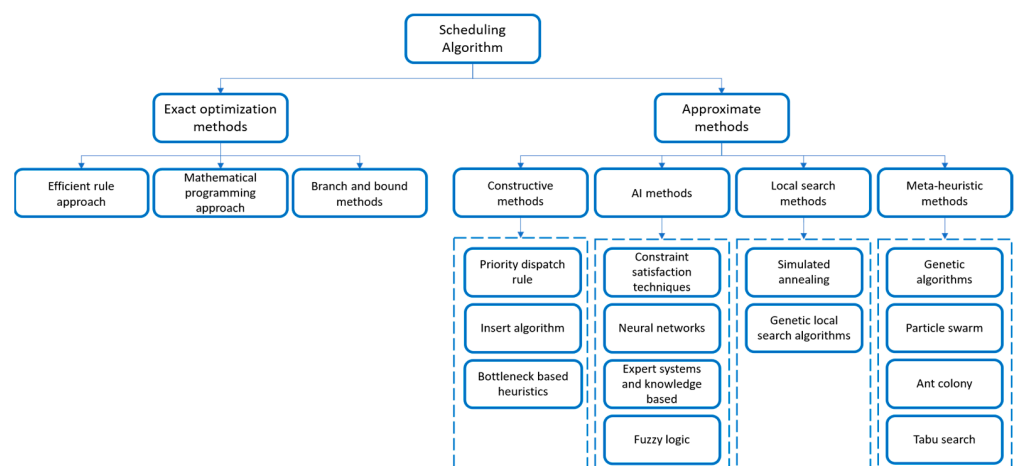 Scheduling
Algorithm
Exact optimization
methods
Approximate
methods
Efficient rule
approach
Mathematical
programming
approach
Branch and bound
methods
Constructive
methods
AI methods
Local search
methods
Meta-heuristic
methods
Priority dispatch
rule
Insert algorithm
Bottleneck based
heuristics
Constraint
satisfaction
techniques
Neural networks
Expert systems
and knowledge
based
Fuzzy logic
Simulated
annealing
Genetic local
search algorithms
Genetic
algorithms
Particle swarm
Ant colony
Tabu search